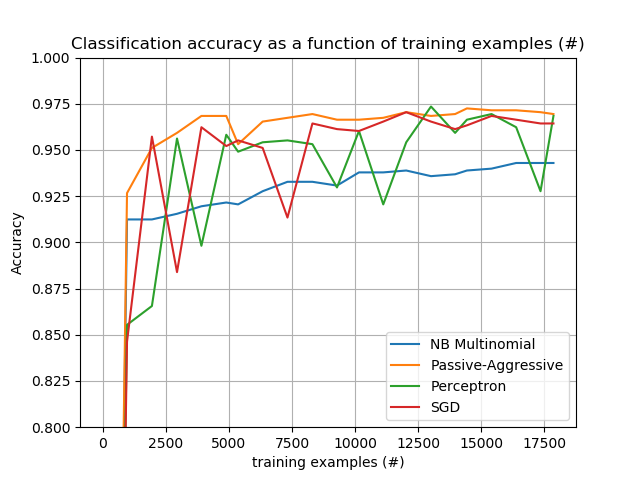 Classification accuracy as a function of training examples (#)
1.000
0.975
0.950
0.925
0.900
0.875
0.850
0.825
0.800
Accuracy
NB Multinomial
Passive-Aggressive
Perceptron
SGD
0 2500 5000 7500 10000 12500 15000 17500
training examples (#)